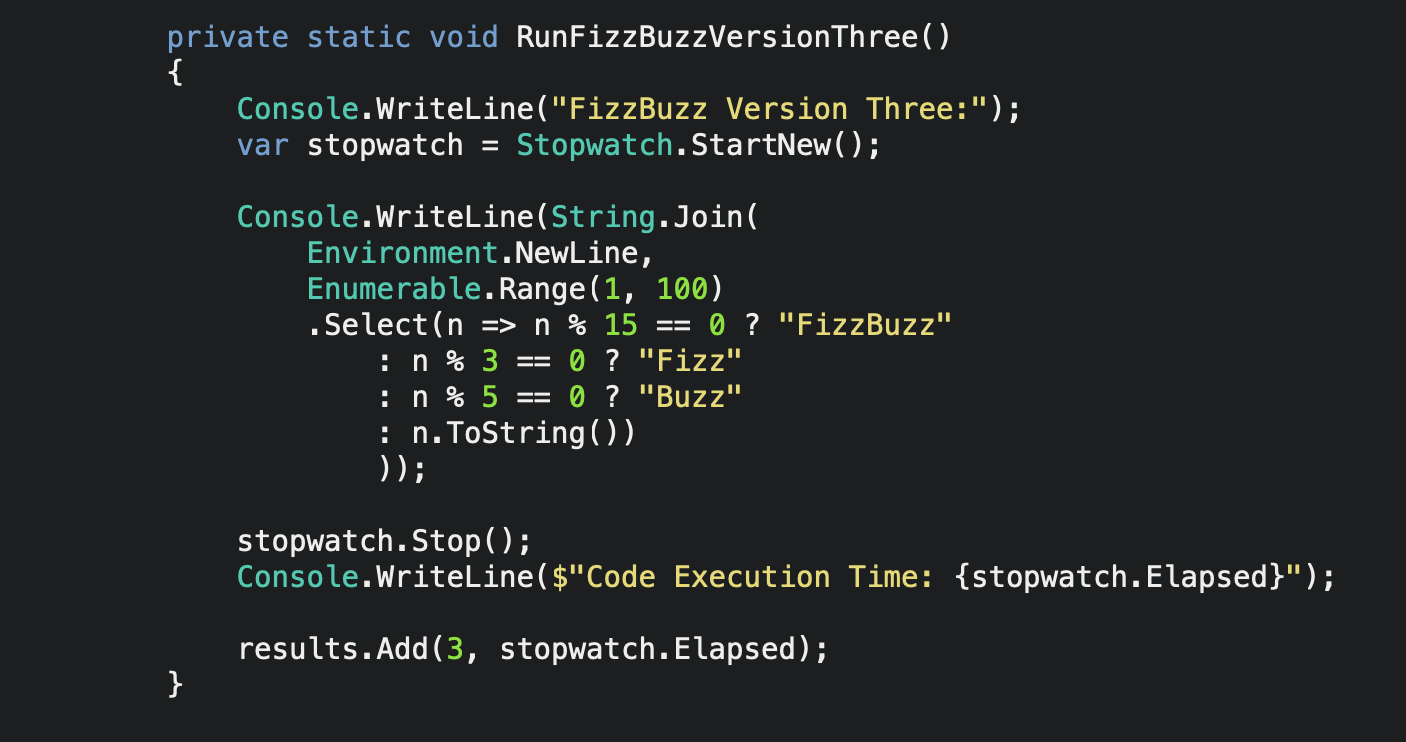 private static void RunFizzBuzzVersionThree()
{
    Console.WriteLine("FizzBuzz Version Three:");
    var stopwatch = Stopwatch.StartNew();

    Console.WriteLine(String.Join(
        Environment.NewLine,
        Enumerable.Range(1, 100)
        .Select(n => n % 15 == 0 ? "FizzBuzz"
            : n % 3 == 0 ? "Fizz"
            : n % 5 == 0 ? "Buzz"
            : n.ToString())
            ));

    stopwatch.Stop();
    Console.WriteLine($"Code Execution Time: {stopwatch.Elapsed}");

    results.Add(3, stopwatch.Elapsed);
}